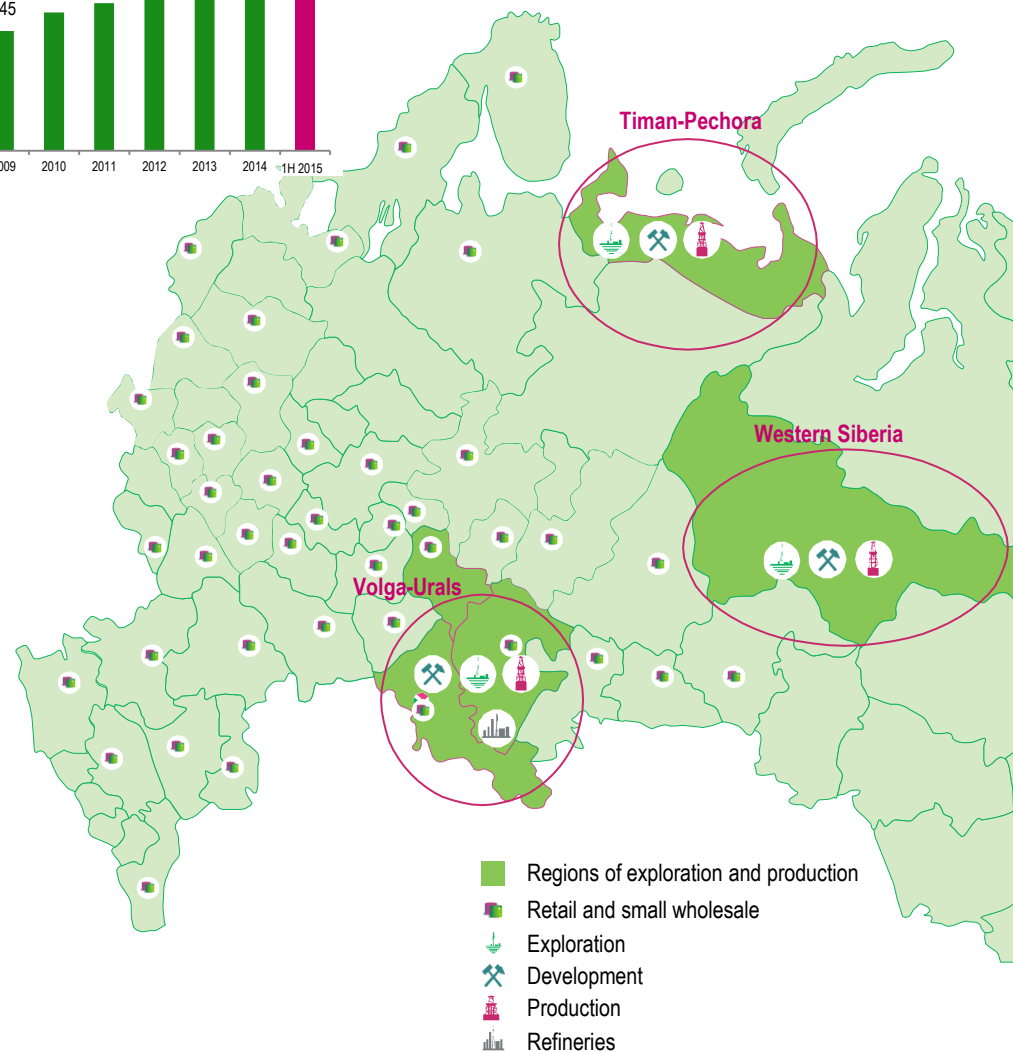 45
009 2010 2011 2012 2013 2014 1H 2015
Timan-Pechora
Western Siberia
Volga-Urals
Regions of exploration and production
Retail and small wholesale
Exploration
Development
Production
Refineries